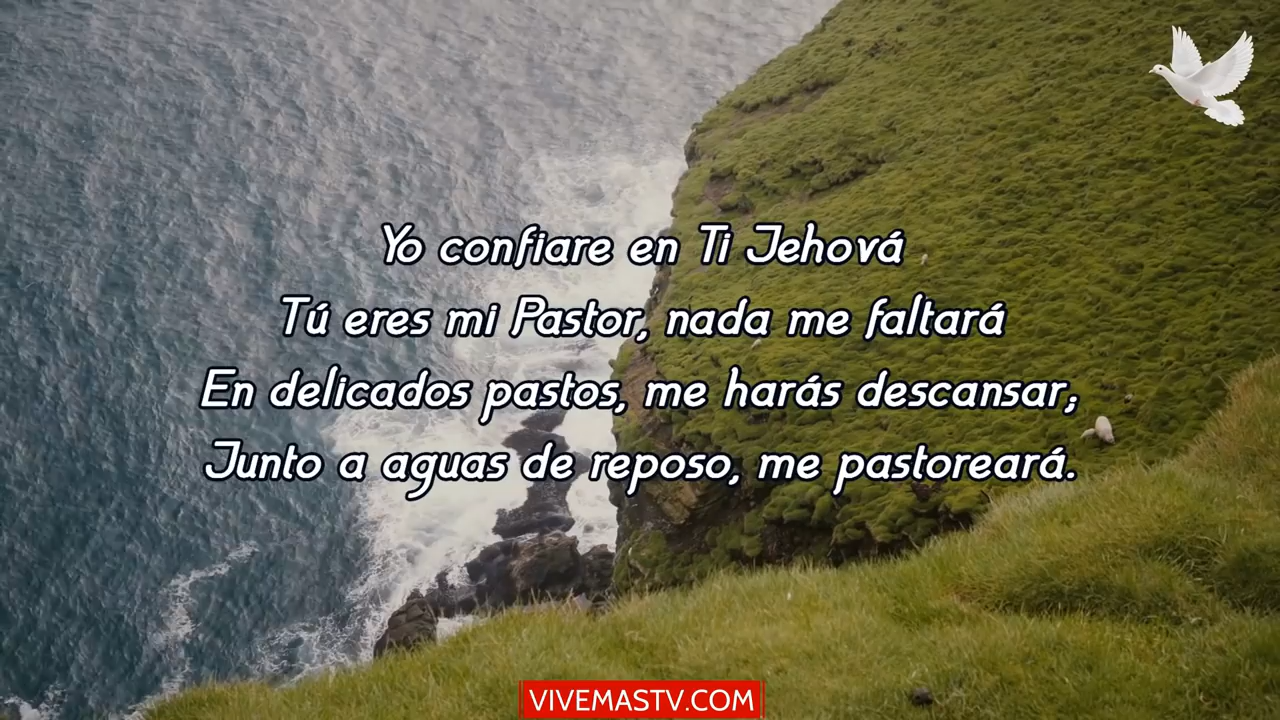 Yo confiare en Ti Jehová
Tú eres mi Pastor, nada me faltará
En delicados pastos, me harás descansar;
Junto a aguas de reposo, me pastoreará.
VIVEMASTV.COM